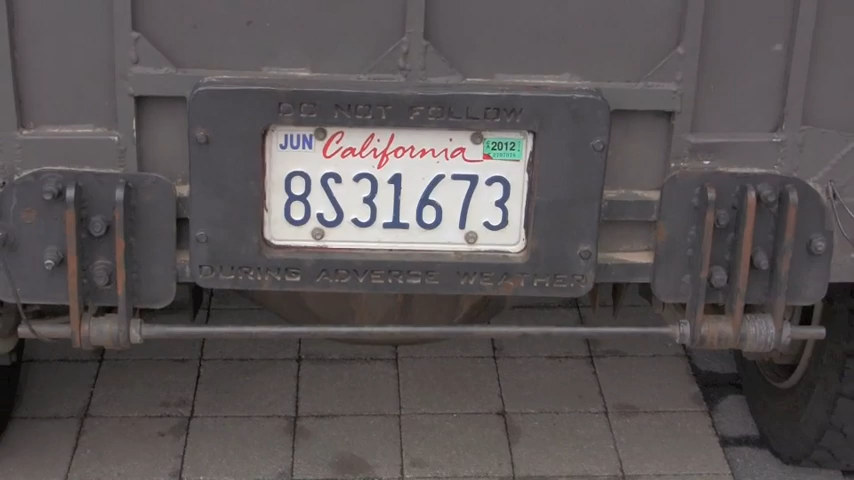 DO NOT FOLLOW
JUN California 2012
8S31673
DURING ADVERSE WEATHER